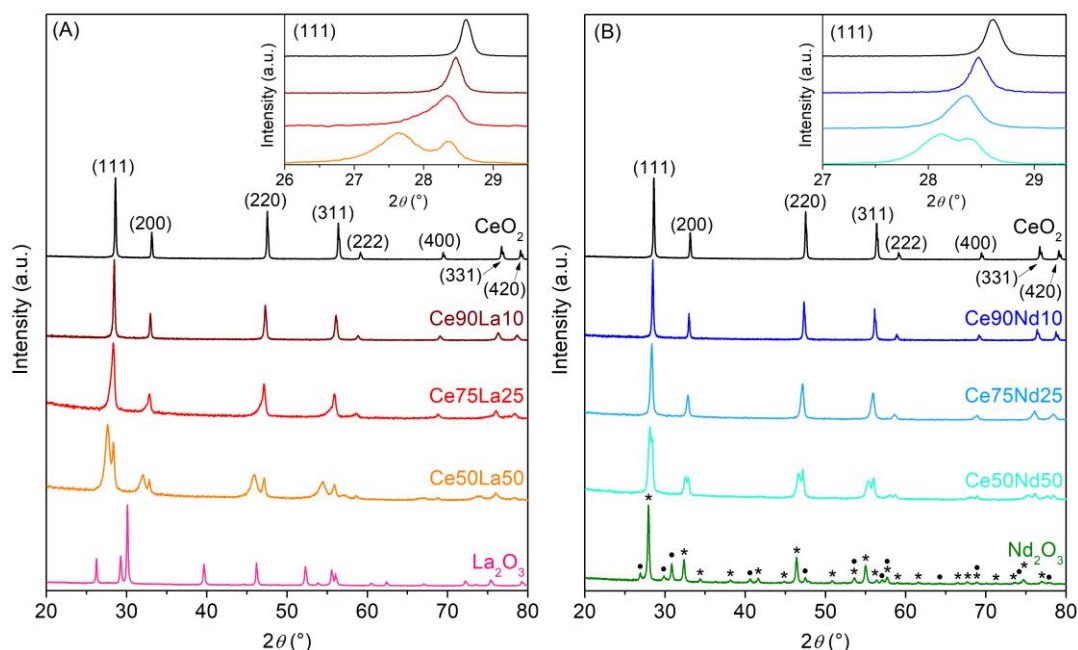 (A)
(111)
Intensity (a.u.)
26 27 28 29
2θ (°)
(111)
(200)
(220)
(311)
(222)
(400)
CeO₂
(331)
(420)
Ce90La10
Ce75La25
Ce50La50
La₂O₃
Intensity (a.u.)
20 30 40 50 60 70 80
2θ (°)
(B)
(111)
Intensity (a.u.)
27 28 29
2θ (°)
(111)
(200)
(220)
(311)
(222)
(400)
CeO₂
(331)
(420)
Ce90Nd10
Ce75Nd25
Ce50Nd50
Nd₂O₃
Intensity (a.u.)
20 30 40 50 60 70 80
2θ (°)